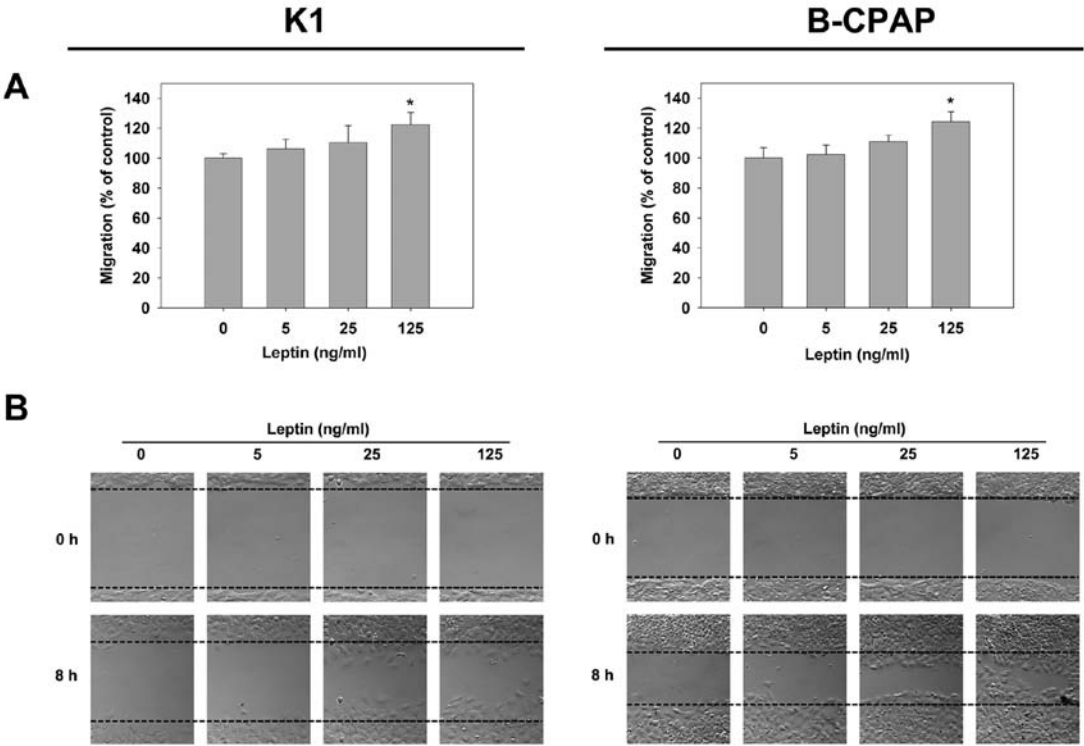 K1 B-CPAP
A
140
120
100
80
60
40
20
0
Migration (% of control)
*
0 5 25 125
Leptin (ng/ml)
140
120
100
80
60
40
20
0
Migration (% of control)
*
0 5 25 125
Leptin (ng/ml)
B
Leptin (ng/ml)
0 5 25 125
0 h
8 h
Leptin (ng/ml)
0 5 25 125
0 h
8 h